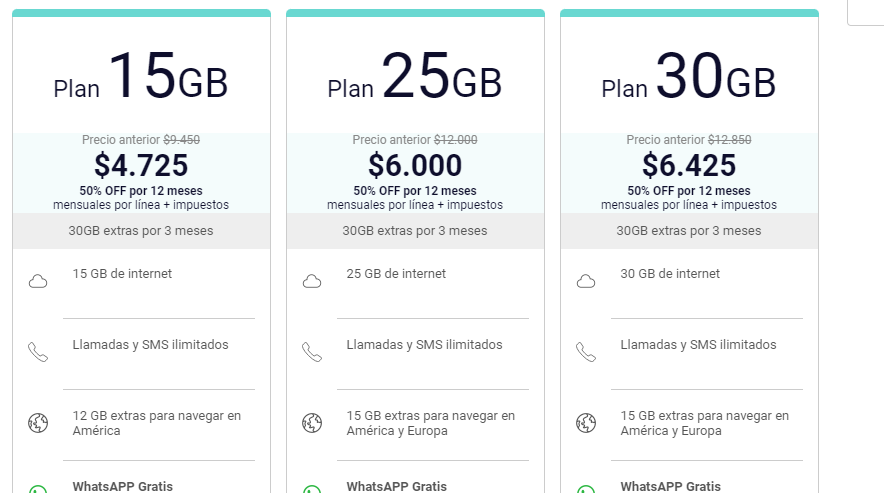 Plan 15GB
Precio anterior $9.450
$4.725
50% OFF por 12 meses
mensuales por línea + impuestos
30GB extras por 3 meses
15 GB de internet
Llamadas y SMS ilimitados
12 GB extras para navegar en
América
WhatsAPP Gratis
Plan 25GB
Precio anterior $12.000
$6.000
50% OFF por 12 meses
mensuales por línea + impuestos
30GB extras por 3 meses
25 GB de internet
Llamadas y SMS ilimitados
15 GB extras para navegar en
América y Europa
WhatsAPP Gratis
Plan 30GB
Precio anterior $12.850
$6.425
50% OFF por 12 meses
mensuales por línea + impuestos
30GB extras por 3 meses
30 GB de internet
Llamadas y SMS ilimitados
15 GB extras para navegar en
América y Europa
WhatsAPP Gratis